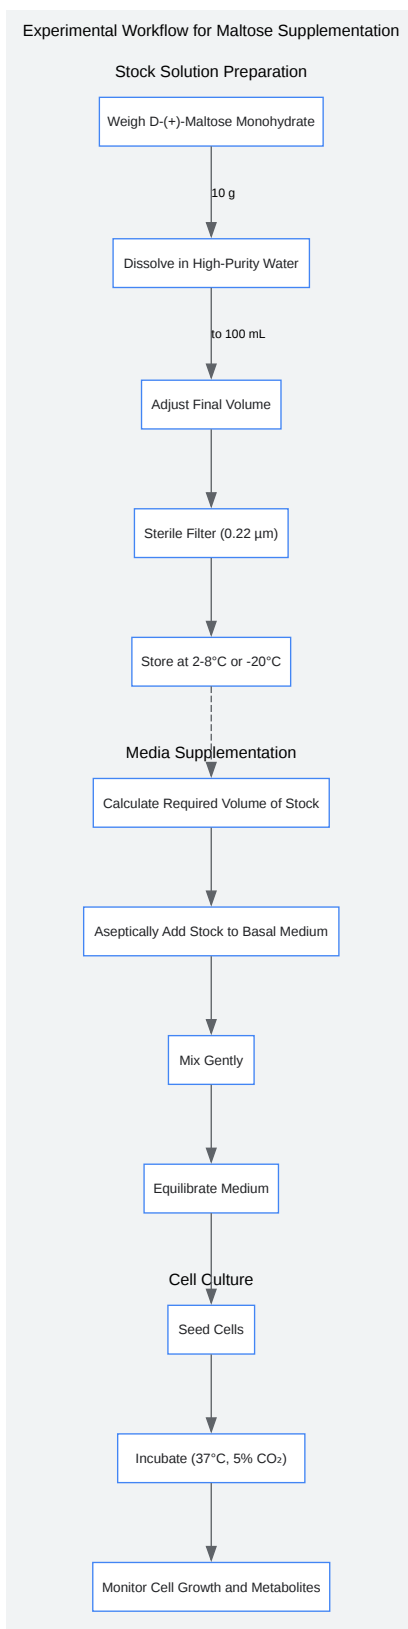 Experimental Workflow for Maltose Supplementation
Stock Solution Preparation
Weigh D-(+)-Maltose Monohydrate
10 g
Dissolve in High-Purity Water
to 100 mL
Adjust Final Volume
Sterile Filter (0.22 µm)
Store at 2-8°C or -20°C
Media Supplementation
Calculate Required Volume of Stock
Aseptically Add Stock to Basal Medium
Mix Gently
Equilibrate Medium
Cell Culture
Seed Cells
Incubate (37°C, 5% CO₂)
Monitor Cell Growth and Metabolites